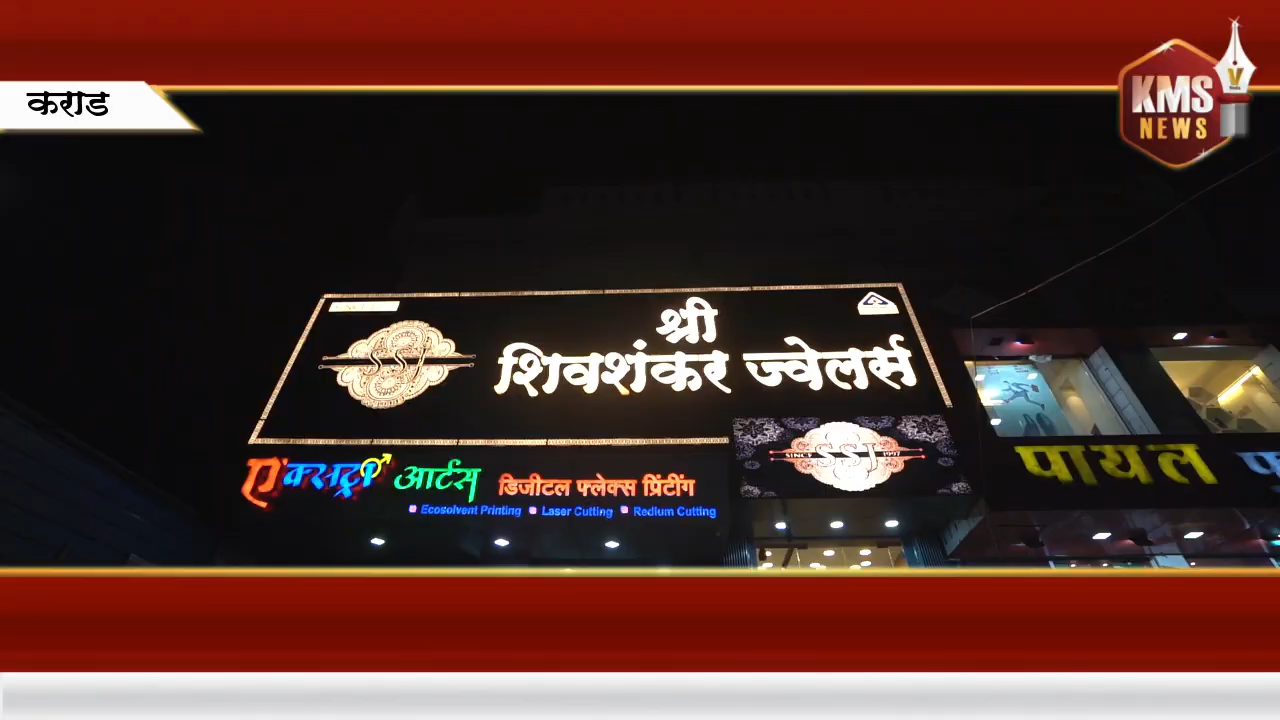 कराड
KMS
NEWS
SSJ
श्री
शिवशंकर ज्वेलर्स
SINCE SSJ 1997
एक्सट्रा आर्टस् डिजीटल फ्लेक्स प्रिंटींग
Ecosolvent Printing Laser Cutting Redium Cutting
पायल